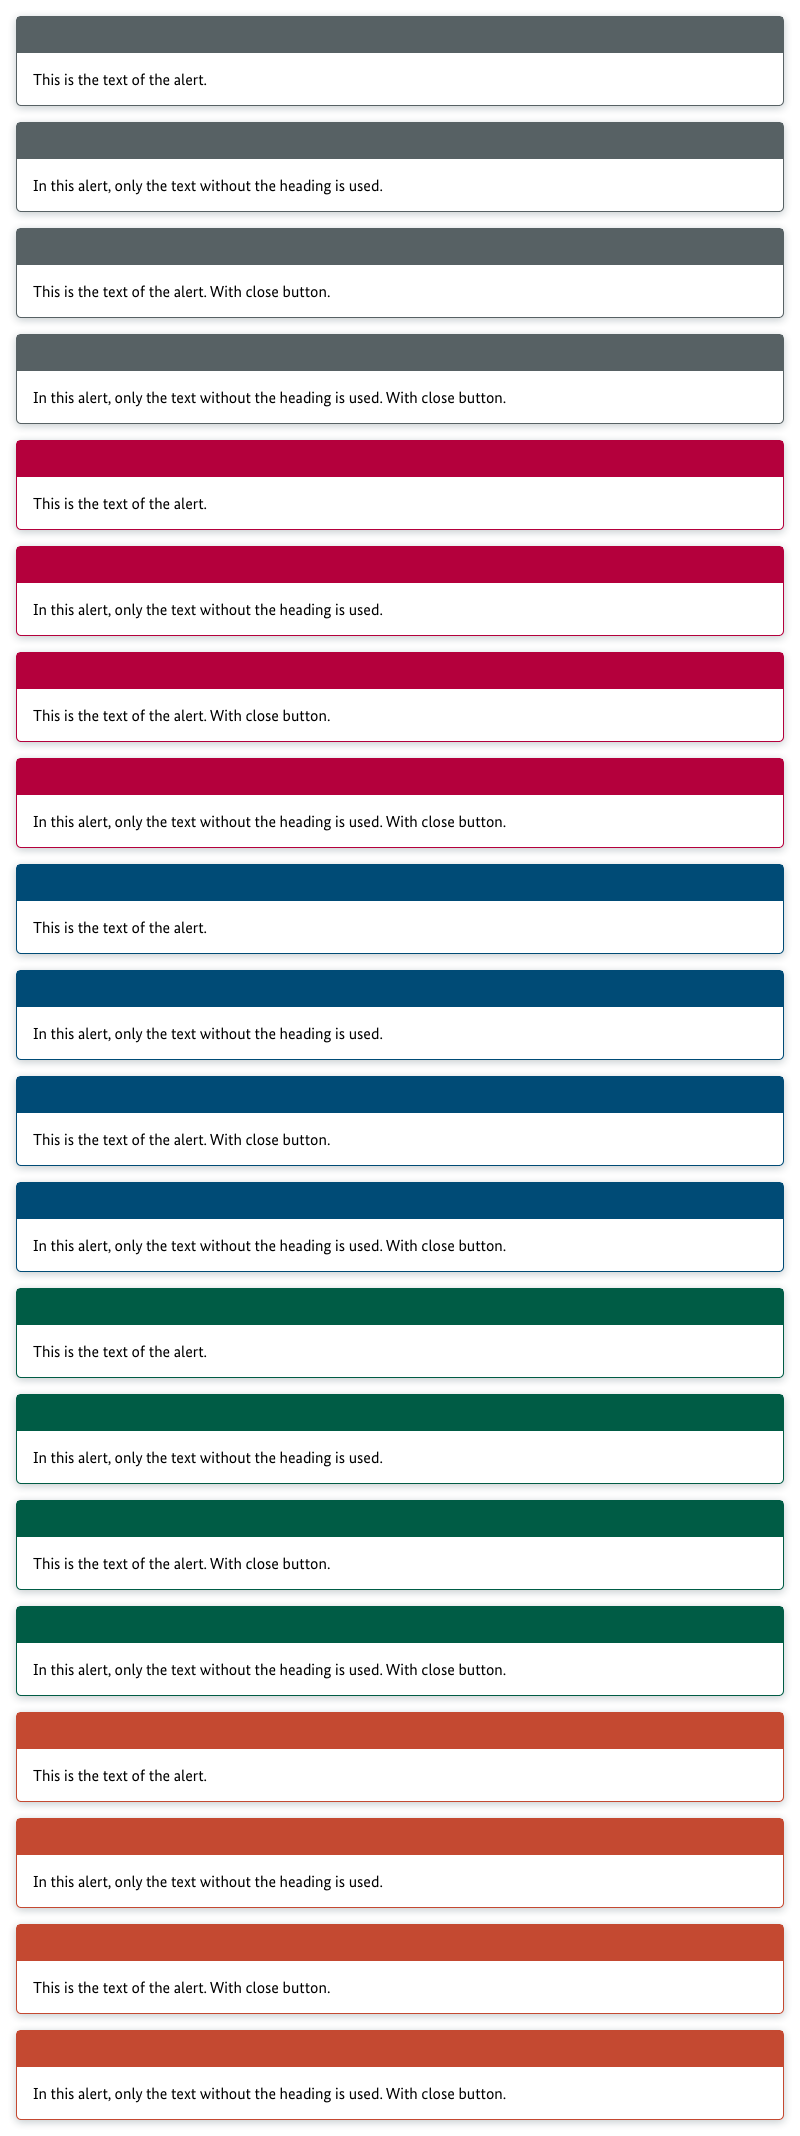 This is the text of the alert.
In this alert, only the text without the heading is used.
This is the text of the alert. With close button.
In this alert, only the text without the heading is used. With close button.
This is the text of the alert.
In this alert, only the text without the heading is used.
This is the text of the alert. With close button.
In this alert, only the text without the heading is used. With close button.
This is the text of the alert.
In this alert, only the text without the heading is used.
This is the text of the alert. With close button.
In this alert, only the text without the heading is used. With close button.
This is the text of the alert.
In this alert, only the text without the heading is used.
This is the text of the alert. With close button.
In this alert, only the text without the heading is used. With close button.
This is the text of the alert.
In this alert, only the text without the heading is used.
This is the text of the alert. With close button.
In this alert, only the text without the heading is used. With close button.